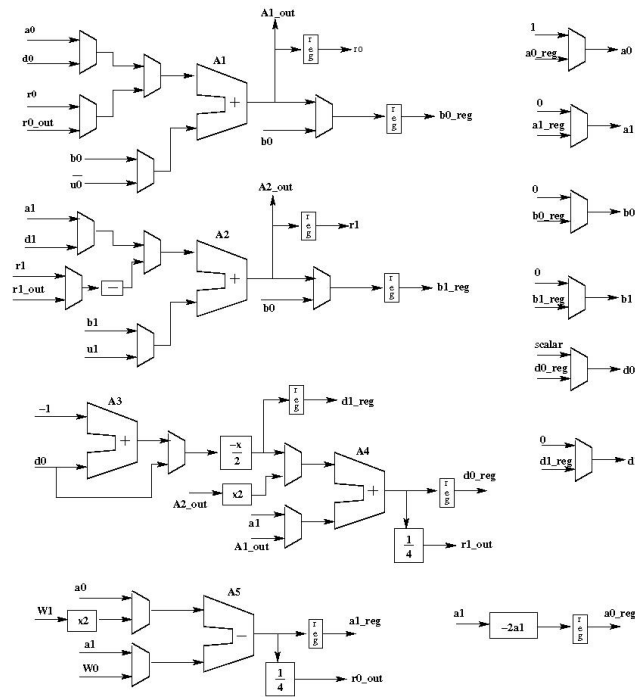 A1_out
a0
d0
r0
r0_out
A1
+
reg
r0
b0
u0
b0
reg
b0_reg
A2_out
a1
d1
r1
r1_out
−
A2
+
reg
r1
b1
u1
b0
reg
b1_reg
−1
d0
A3
+
−x
2
reg
d1_reg
A2_out
x2
a1
A1_out
A4
+
reg
d0_reg
1
4
r1_out
a0
W1
x2
a1
W0
A5
−
reg
a1_reg
1
4
r0_out
1
a0_reg
a0
0
a1_reg
a1
0
b0_reg
b0
0
b1_reg
b1
scalar
d0_reg
d0
0
d1_reg
d
a1
−2a1
reg
a0_reg